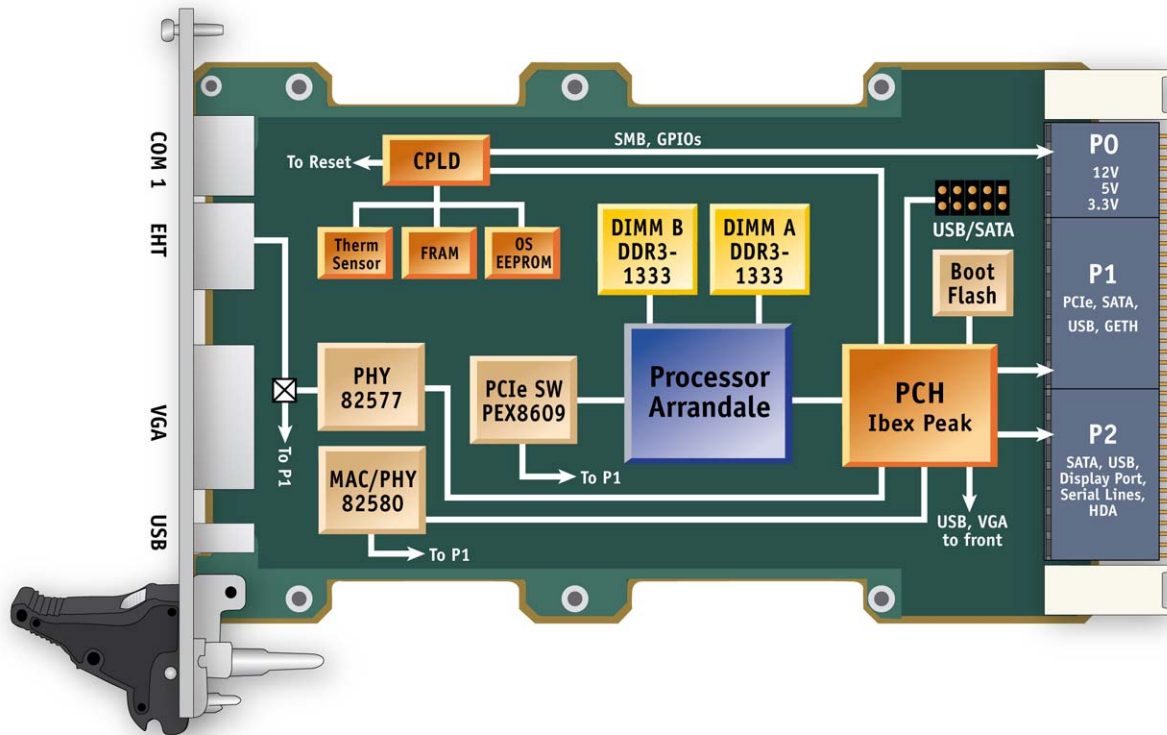 COM 1
EHT
VGA
USB
To Reset
CPLD
SMB, GPIOs
Therm
Sensor
FRAM
OS
EEPROM
DIMM B
DDR3-
1333
DIMM A
DDR3-
1333
USB/SATA
Boot
Flash
P0
12V
5V
3.3V
P1
PCIe, SATA,
USB, GETH
P2
SATA, USB,
Display Port,
Serial Lines,
HDA
PHY
82577
PCIe SW
PEX8609
Processor
Arrandale
PCH
Ibex Peak
To P1
MAC/PHY
82580
To P1
To P1
USB, VGA
to front